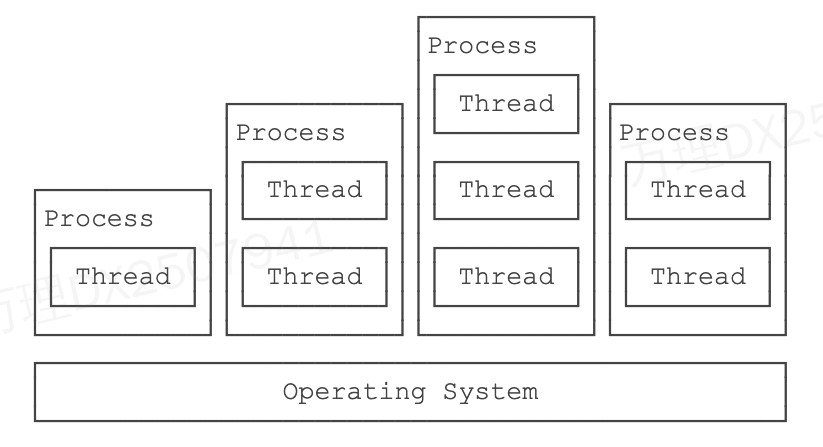 Process
Thread
Process
Thread
Thread
Process
Thread
Thread
Thread
Process
Thread
Thread
Operating System
万理DX2507941
万理DX25